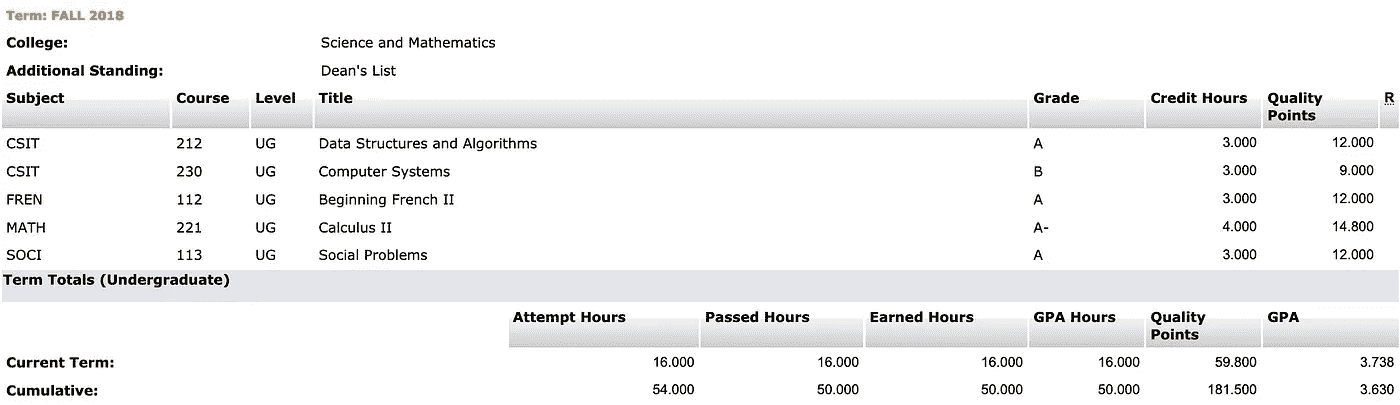 Term: FALL 2018
College: Science and Mathematics
Additional Standing: Dean's List
Subject Course Level Title Grade Credit Hours Quality Points R
CSIT 212 UG Data Structures and Algorithms A 3.000 12.000
CSIT 230 UG Computer Systems B 3.000 9.000
FREN 112 UG Beginning French II A 3.000 12.000
MATH 221 UG Calculus II A- 4.000 14.800
SOCI 113 UG Social Problems A 3.000 12.000
Term Totals (Undergraduate)
Attempt Hours Passed Hours Earned Hours GPA Hours Quality Points GPA
Current Term: 16.000 16.000 16.000 16.000 59.800 3.738
Cumulative: 54.000 50.000 50.000 50.000 181.500 3.630